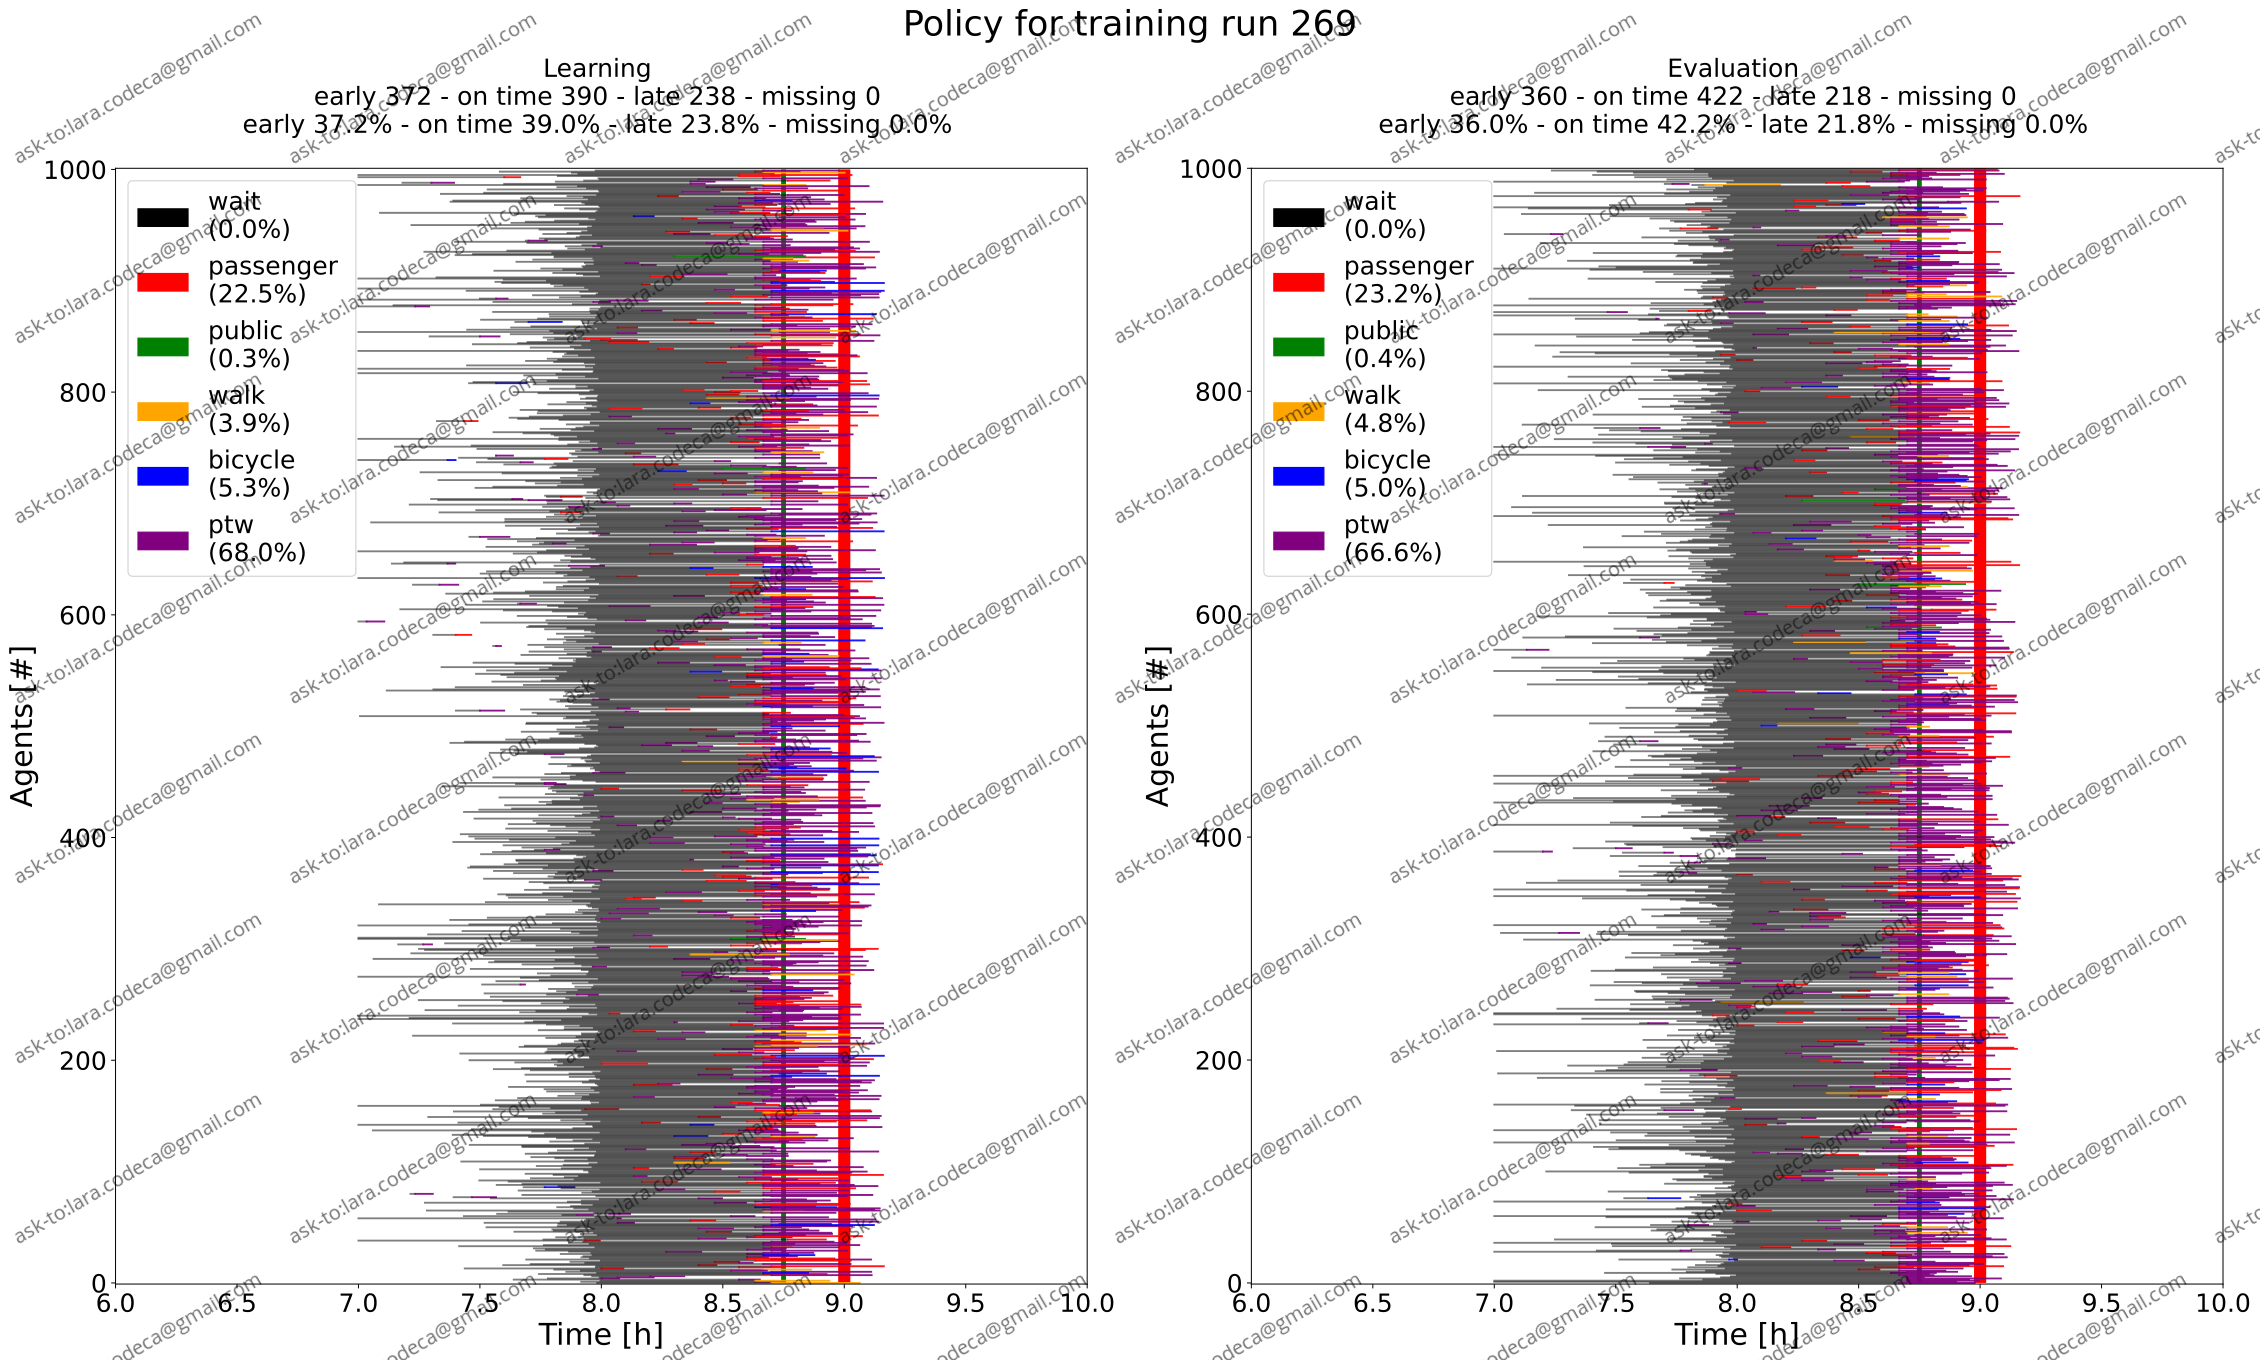 Policy for training run 269
Learning
early 372 - on time 390 - late 238 - missing 0
early 37.2% - on time 39.0% - late 23.8% - missing 0.0%
Agents [#]
1000
800
600
400
200
0
wait
(0.0%)
passenger
(22.5%)
public
(0.3%)
walk
(3.9%)
bicycle
(5.3%)
ptw
(68.0%)
6.0 6.5 7.0 7.5 8.0 8.5 9.0 9.5 10.0
Time [h]
Evaluation
early 360 - on time 422 - late 218 - missing 0
early 36.0% - on time 42.2% - late 21.8% - missing 0.0%
Agents [#]
1000
800
600
400
200
0
wait
(0.0%)
passenger
(23.2%)
public
(0.4%)
walk
(4.8%)
bicycle
(5.0%)
ptw
(66.6%)
6.0 6.5 7.0 7.5 8.0 8.5 9.0 9.5 10.0
Time [h]
ask-to:lara.codeca@gmail.com